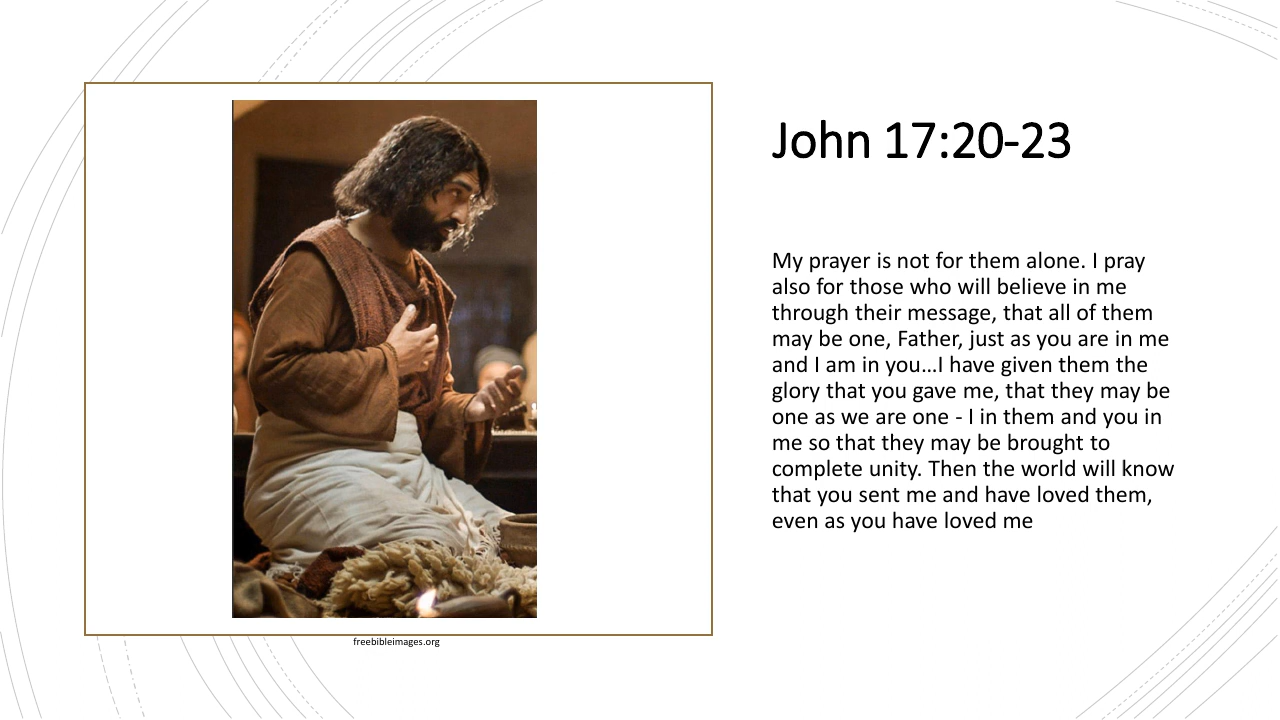 John 17:20-23
My prayer is not for them alone. I pray
also for those who will believe in me
through their message, that all of them
may be one, Father, just as you are in me
and I am in you…I have given them the
glory that you gave me, that they may be
one as we are one - I in them and you in
me so that they may be brought to
complete unity. Then the world will know
that you sent me and have loved them,
even as you have loved me
freebibleimages.org